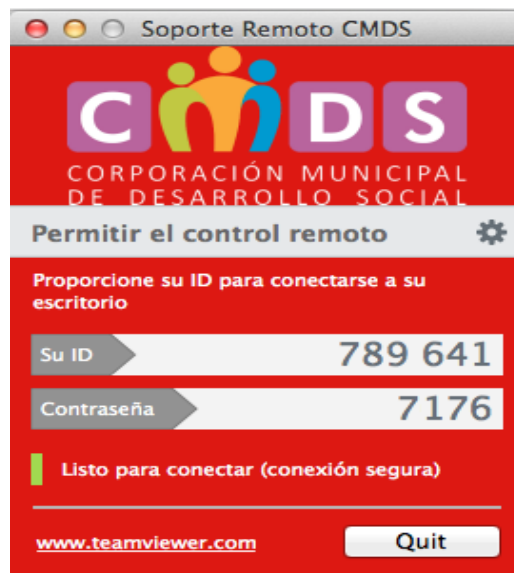 Soporte Remoto CMDS
CMDS
CORPORACIÓN MUNICIPAL
DE DESARROLLO SOCIAL
Permitir el control remoto
Proporcione su ID para conectarse a su
escritorio
Su ID 789 641
Contraseña 7176
Listo para conectar (conexión segura)
www.teamviewer.com Quit